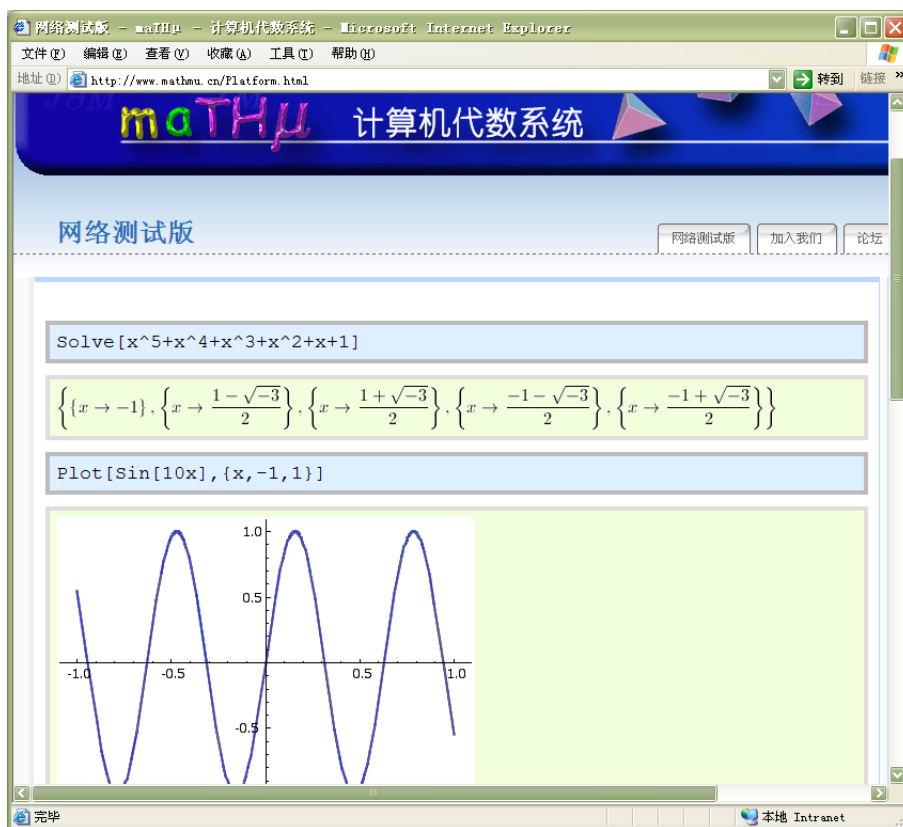 网络测试版 - maTHμ - 计算机代数系统 - Microsoft Internet Explorer
文件(F) 编辑(E) 查看(V) 收藏(A) 工具(T) 帮助(H)
地址(D) http://www.mathmu.cn/Platform.html 转到 链接 »
maTHμ 计算机代数系统
网络测试版 网络测试版 加入我们 论坛
Solve[x^5+x^4+x^3+x^2+x+1]
{{x → -1}, {x → (1 - √-3)/2}, {x → (1 + √-3)/2}, {x → (-1 - √-3)/2}, {x → (-1 + √-3)/2}}
Plot[Sin[10x],{x,-1,1}]
1.0
0.5
-1.0 -0.5 0.5 1.0
-0.5
完毕 本地 Intranet